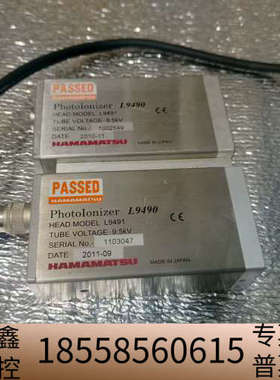 PASSED
PhotoIonizer L9490
HEAD MODEL L9491
TUBE VOLTAGE 9.5kV
SERIAL No.
DATE 2010-11
MADE IN JAPAN
HAMAMATSU
PASSED
PhotoIonizer L9490
HEAD MODEL L9491
TUBE VOLTAGE 9.5kV
SERIAL No. 1103047
DATE 2011-09
MADE IN JAPAN
HAMAMATSU
鑫
控
18558560615
专
普